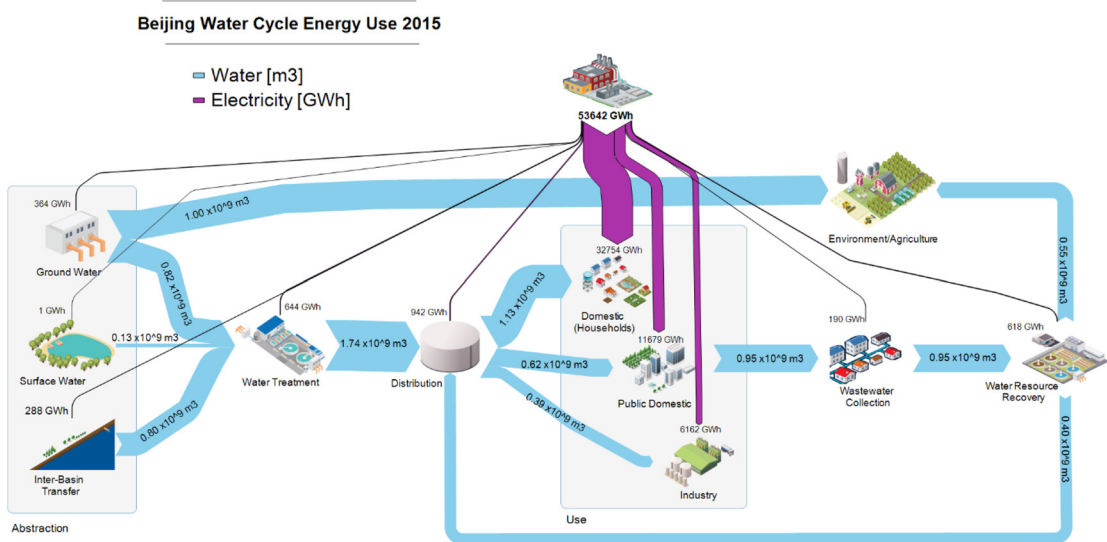 Beijing Water Cycle Energy Use 2015
Water [m3]
Electricity [GWh]
53642 GWh
364 GWh
Ground Water
1.00 x10^9 m3
0.82 x10^9 m3
1 GWh
Surface Water
0.13 x10^9 m3
288 GWh
Inter-Basin
Transfer
0.80 x10^9 m3
Abstraction
644 GWh
Water Treatment
1.74 x10^9 m3
942 GWh
Distribution
1.13 x10^9 m3
0.62 x10^9 m3
0.39 x10^9 m3
32754 GWh
Domestic
(Households)
11679 GWh
Public Domestic
6162 GWh
Industry
Use
0.95 x10^9 m3
190 GWh
Wastewater
Collection
0.95 x10^9 m3
618 GWh
Water Resource
Recovery
Environment/Agriculture
0.55 x10^9 m3
0.40 x10^9 m3